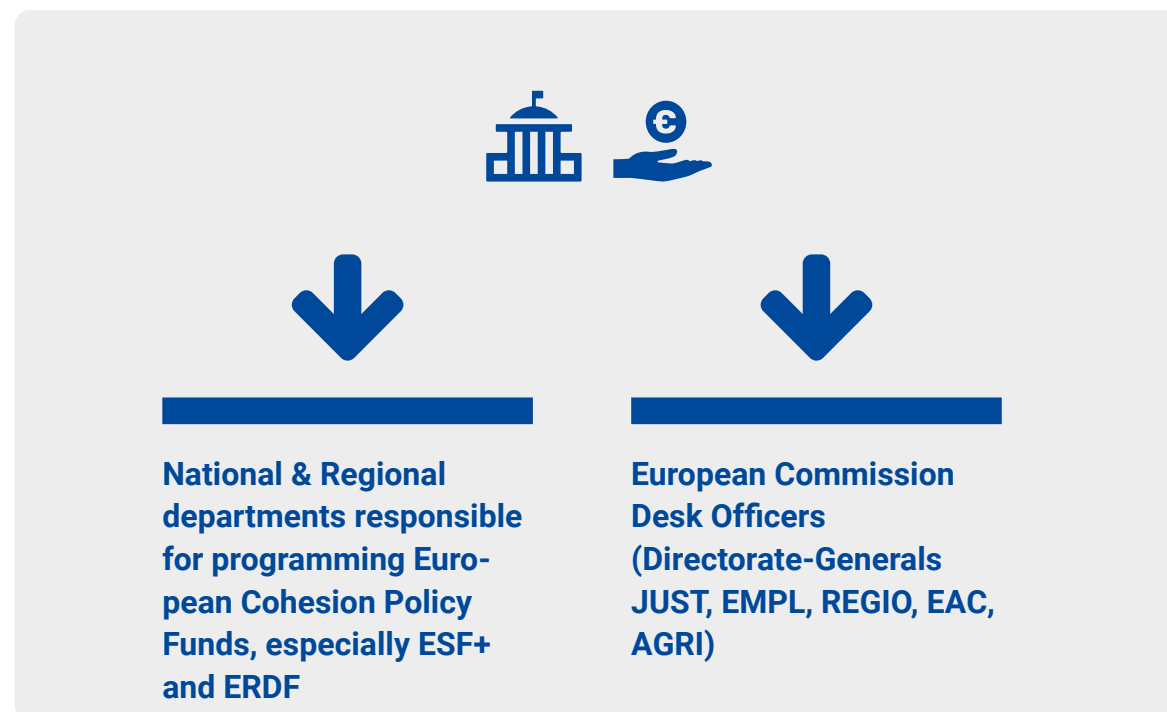 National & Regional
departments responsible
for programming Euro-
pean Cohesion Policy
Funds, especially ESF+
and ERDF
European Commission
Desk Officers
(Directorate-Generals
JUST, EMPL, REGIO, EAC,
AGRI)